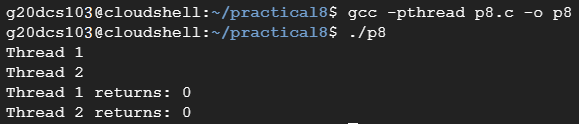 g20dcs103@cloudshell:~/practical8$ gcc -pthread p8.c -o p8
g20dcs103@cloudshell:~/practical8$ ./p8
Thread 1
Thread 2
Thread 1 returns: 0
Thread 2 returns: 0